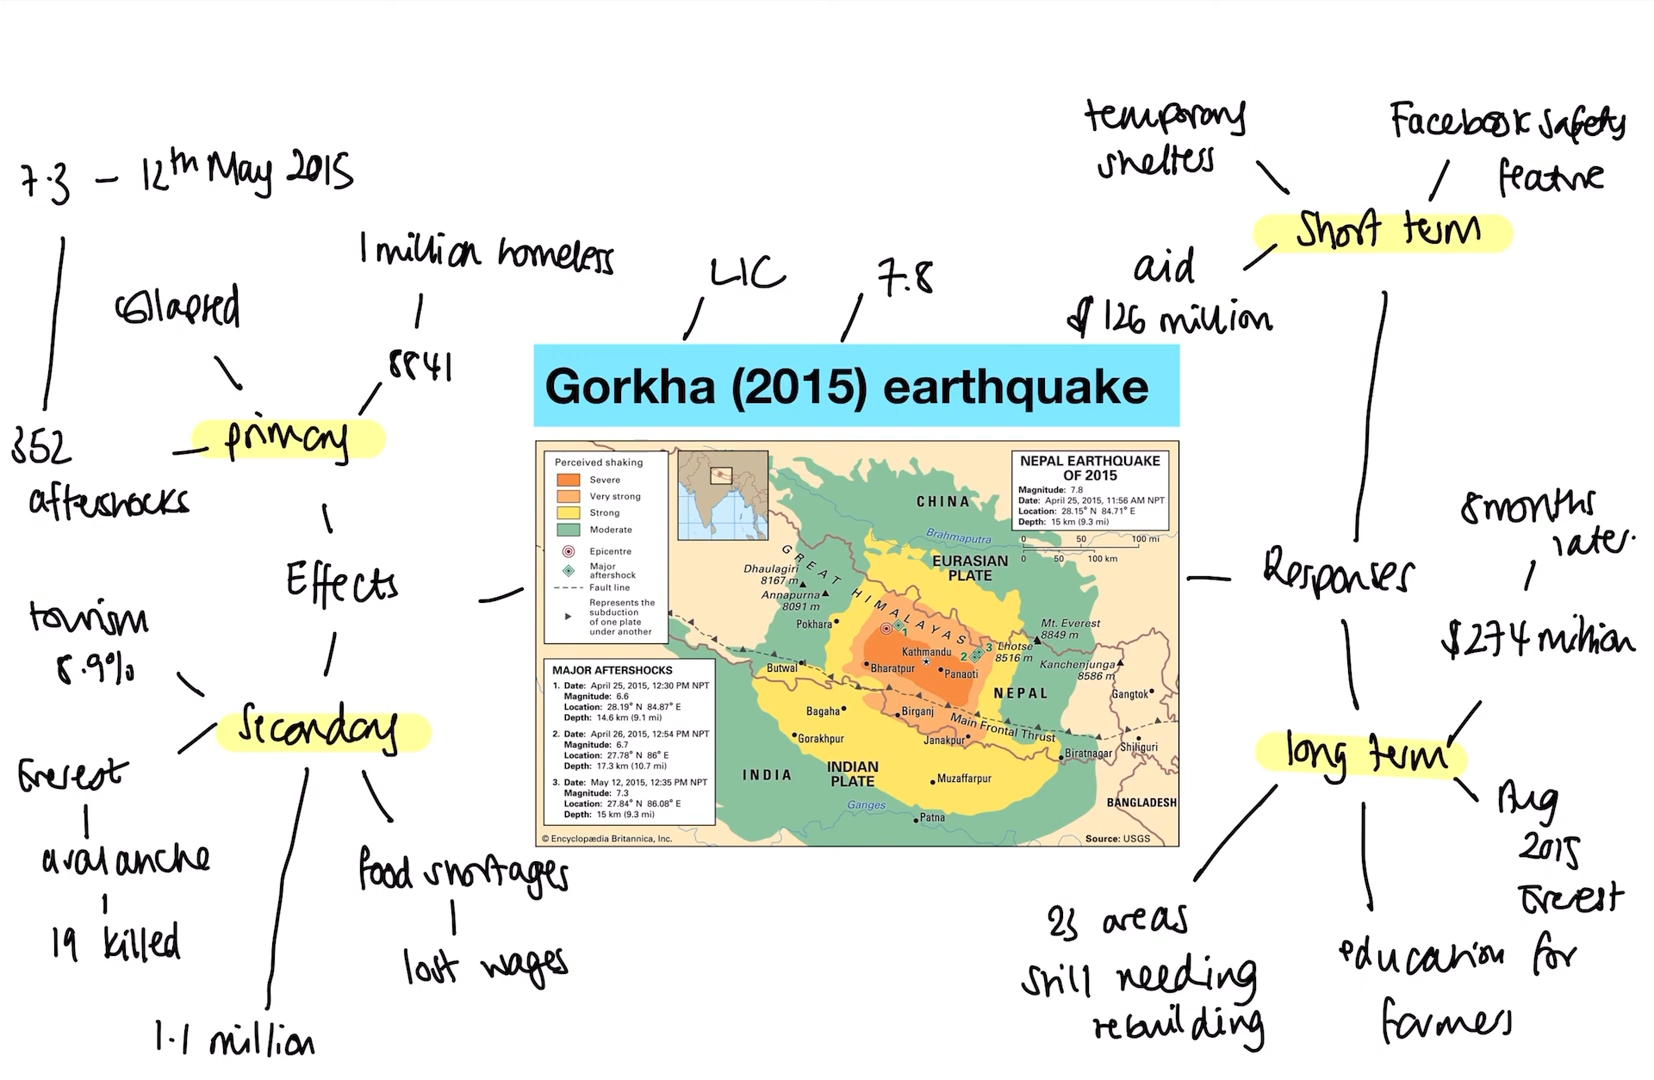 temporary
shelters
Facebook safety
feature
7.3 – 12th May 2015
short term
1 million homeless
LIC
7.8
aid
$126 million
collapsed
8841
Gorkha (2015) earthquake
primary
352
aftershocks
Effects
Responses
8 months
later.
tourism
8.9%
$274 million
secondary
long term
Everest
avalanche
19 killed
food shortages
lost wages
1.1 million
Aug
2015
Everest
23 areas
still needing
rebuilding
education for
farmers
Perceived shaking
Severe
Very strong
Strong
Moderate
Epicentre
Major
aftershock
Fault line
Represents the
subduction
of one plate
under another
NEPAL EARTHQUAKE
OF 2015
Magnitude: 7.8
Date: April 25, 2015, 11:56 AM NPT
Location: 28.15° N 84.71° E
Depth: 15 km (9.3 mi)
0 50 100 mi
0 50 100 km
CHINA
Brahmaputra
EURASIAN
PLATE
GREAT HIMALAYAS
Dhaulagiri
8167 m
Annapurna
8091 m
Pokhara
1
Mt. Everest
8849 m
Kathmandu
2
3
Lhotse
8516 m
Kanchenjunga
8586 m
Butwal
Bharatpur
Panaoti
NEPAL
Gangtok
Bagaha
Birganj
Main Frontal Thrust
Gorakhpur
Janakpur
Biratnagar
Shiliguri
INDIA
INDIAN
PLATE
Muzaffarpur
BANGLADESH
Ganges
Patna
MAJOR AFTERSHOCKS
1. Date: April 25, 2015, 12:30 PM NPT
Magnitude: 6.6
Location: 28.19° N 84.87° E
Depth: 14.6 km (9.1 mi)
2. Date: April 26, 2015, 12:54 PM NPT
Magnitude: 6.7
Location: 27.78° N 86° E
Depth: 17.3 km (10.7 mi)
3. Date: May 12, 2015, 12:35 PM NPT
Magnitude: 7.3
Location: 27.84° N 86.08° E
Depth: 15 km (9.3 mi)
© Encyclopædia Britannica, Inc.
Source: USGS